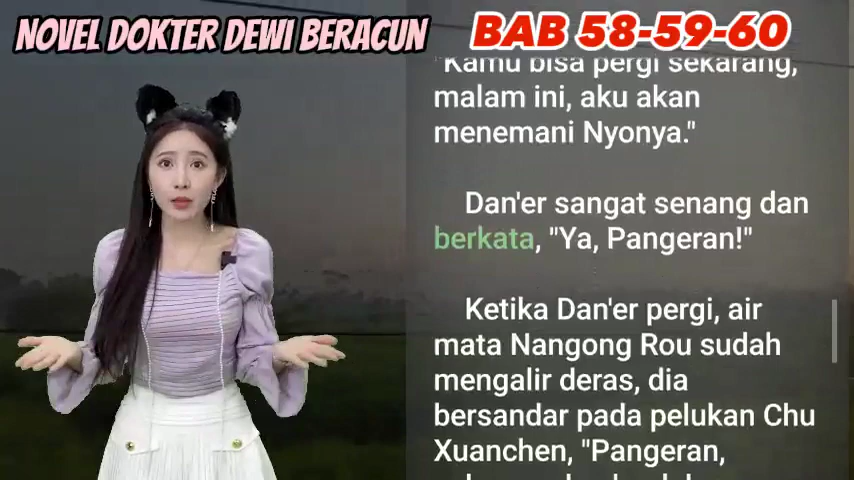 NOVEL DOKTER DEWI BERACUN
BAB 58-59-60
"Kamu bisa pergi sekarang,
malam ini, aku akan
menemani Nyonya."
Dan'er sangat senang dan
berkata, "Ya, Pangeran!"
Ketika Dan'er pergi, air
mata Nangong Rou sudah
mengalir deras, dia
bersandar pada pelukan Chu
Xuanchen, "Pangeran,